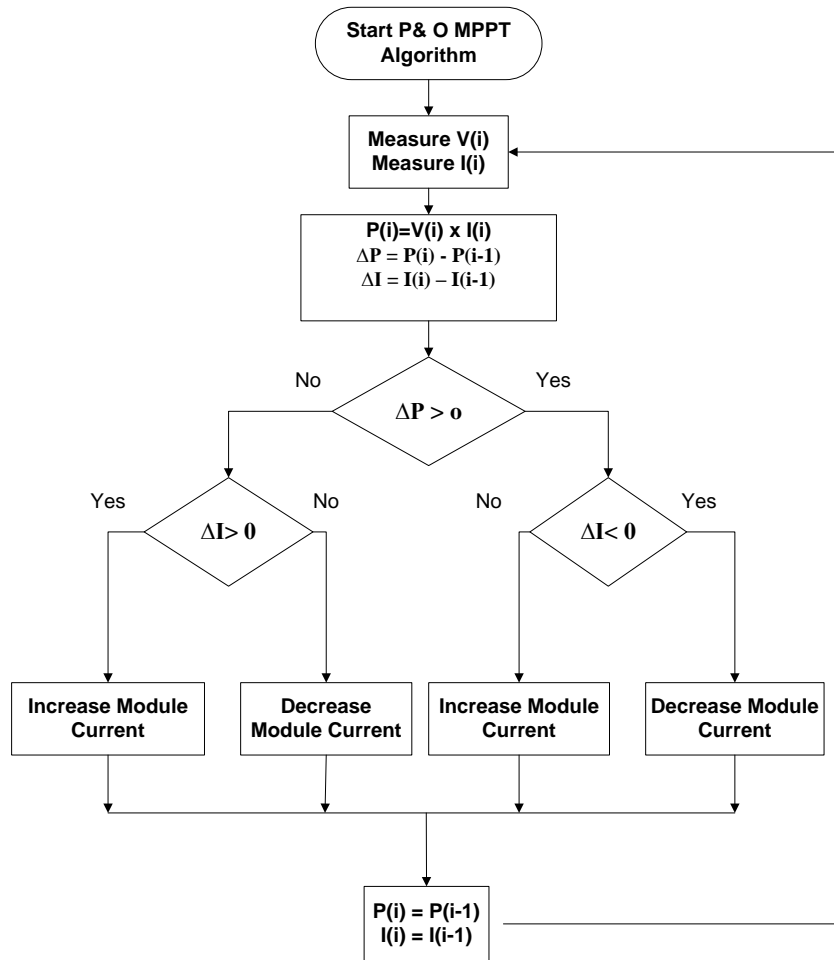 Start P& O MPPT
Algorithm
Measure V(i)
Measure I(i)
P(i)=V(i) x I(i)
ΔP = P(i) - P(i-1)
ΔI = I(i) – I(i-1)
No
Yes
ΔP > o
Yes
No
No
Yes
ΔI> 0
ΔI< 0
Increase Module
Current
Decrease
Module Current
Increase Module
Current
Decrease Module
Current
P(i) = P(i-1)
I(i) = I(i-1)